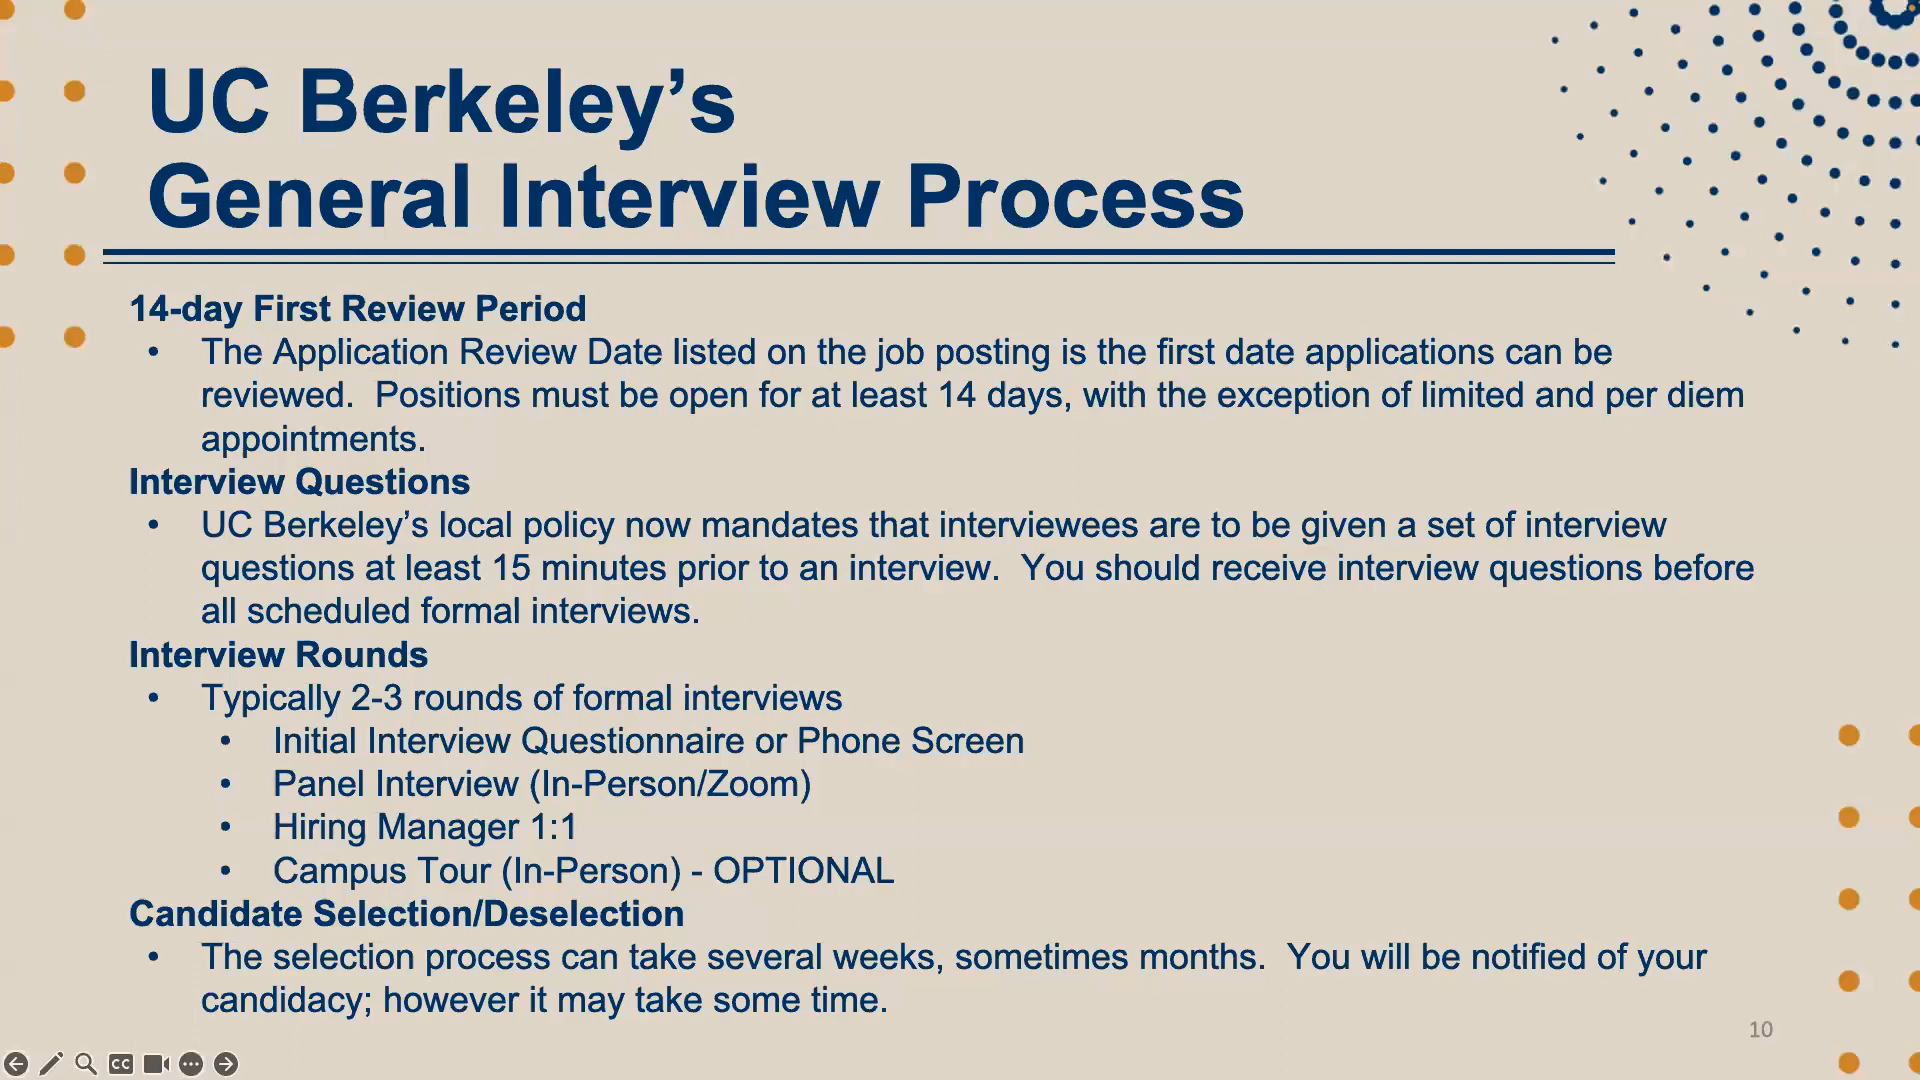 UC Berkeley’s
General Interview Process
14-day First Review Period
• The Application Review Date listed on the job posting is the first date applications can be
reviewed.  Positions must be open for at least 14 days, with the exception of limited and per diem
appointments.
Interview Questions
• UC Berkeley’s local policy now mandates that interviewees are to be given a set of interview
questions at least 15 minutes prior to an interview.  You should receive interview questions before
all scheduled formal interviews.
Interview Rounds
• Typically 2-3 rounds of formal interviews
• Initial Interview Questionnaire or Phone Screen
• Panel Interview (In-Person/Zoom)
• Hiring Manager 1:1
• Campus Tour (In-Person) - OPTIONAL
Candidate Selection/Deselection
• The selection process can take several weeks, sometimes months.  You will be notified of your
candidacy; however it may take some time.
10
CC